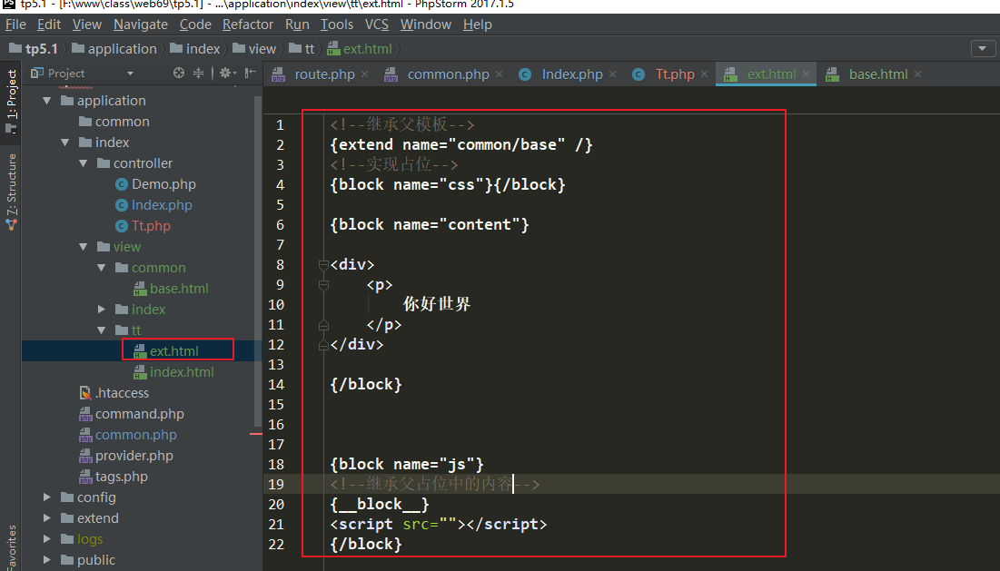 tp5.1 - [F:\www\class\web69\tp5.1] - ...\application\index\view\tt\ext.html - PhpStorm 2017.1.5
File Edit View Navigate Code Refactor Run Tools VCS Window Help
tp5.1 application index view tt ext.html
Project
route.php common.php Index.php Tt.php ext.html base.html
1: Project
7: Structure
Favorites
application
common
index
controller
Demo.php
Index.php
Tt.php
view
common
base.html
index
tt
ext.html
index.html
.htaccess
command.php
common.php
provider.php
tags.php
config
extend
logs
public
1 <!--继承父模板-->
2 {extend name="common/base" /}
3 <!--实现占位-->
4 {block name="css"}{/block}
5
6 {block name="content"}
7
8 <div>
9 <p>
10 你好世界
11 </p>
12 </div>
13
14 {/block}
15
16
17
18 {block name="js"}
19 <!--继承父占位中的内容-->
20 {__block__}
21 <script src=""></script>
22 {/block}